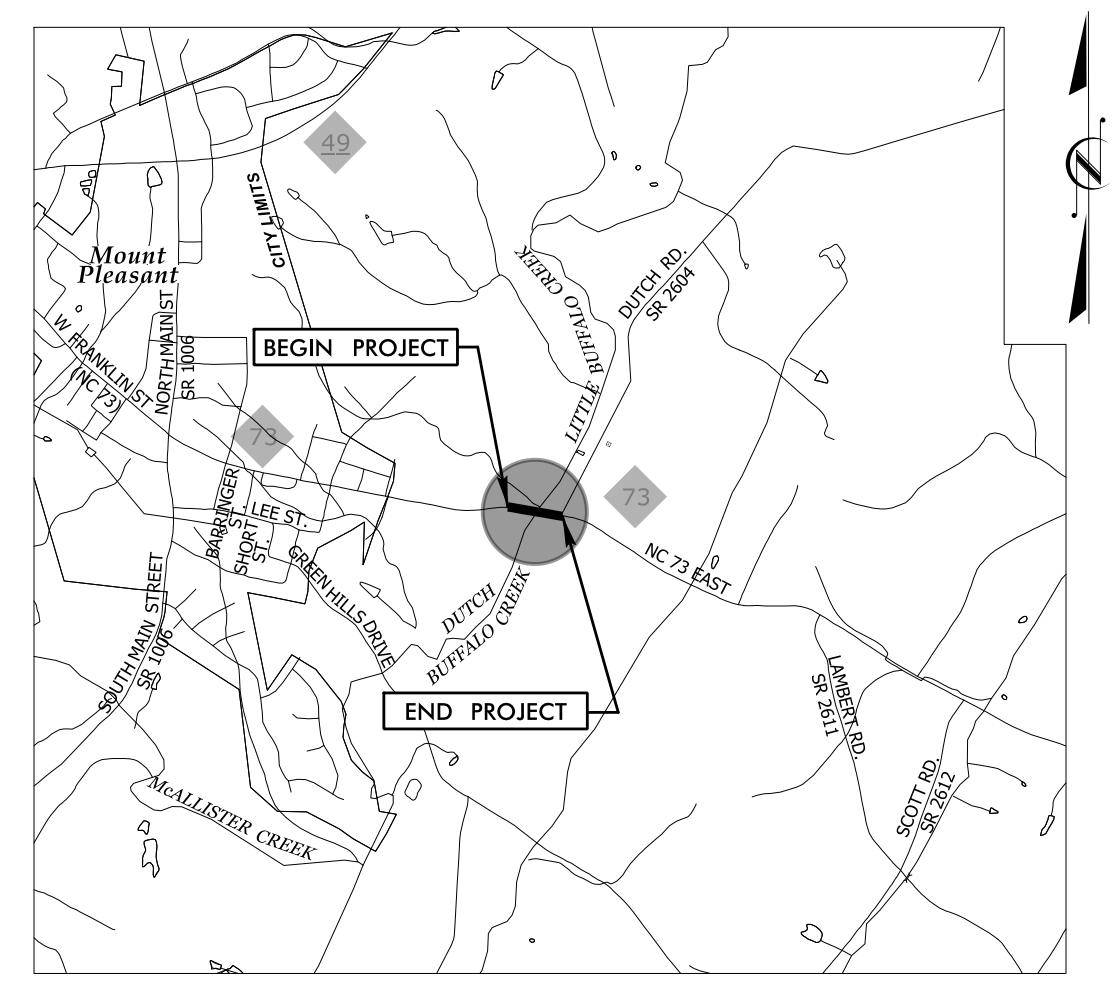 49
CITY LIMITS
Mount
Pleasant
LITTLE BUFFALO CREEK
DUTCH RD.
SR 2604
W FRANKLIN ST
(NC 73)
NORTH MAIN ST
SR 1006
BEGIN PROJECT
73
73
BARRINGER
ST.
LEE ST.
SHORT
ST.
GREEN HILLS DRIVE
NC 73 EAST
DUTCH
BUFFALO CREEK
SOUTH MAIN STREET
SR 1006
END PROJECT
LAMBERT RD.
SR 2611
SCOTT RD.
SR 2612
McALLISTER CREEK
N